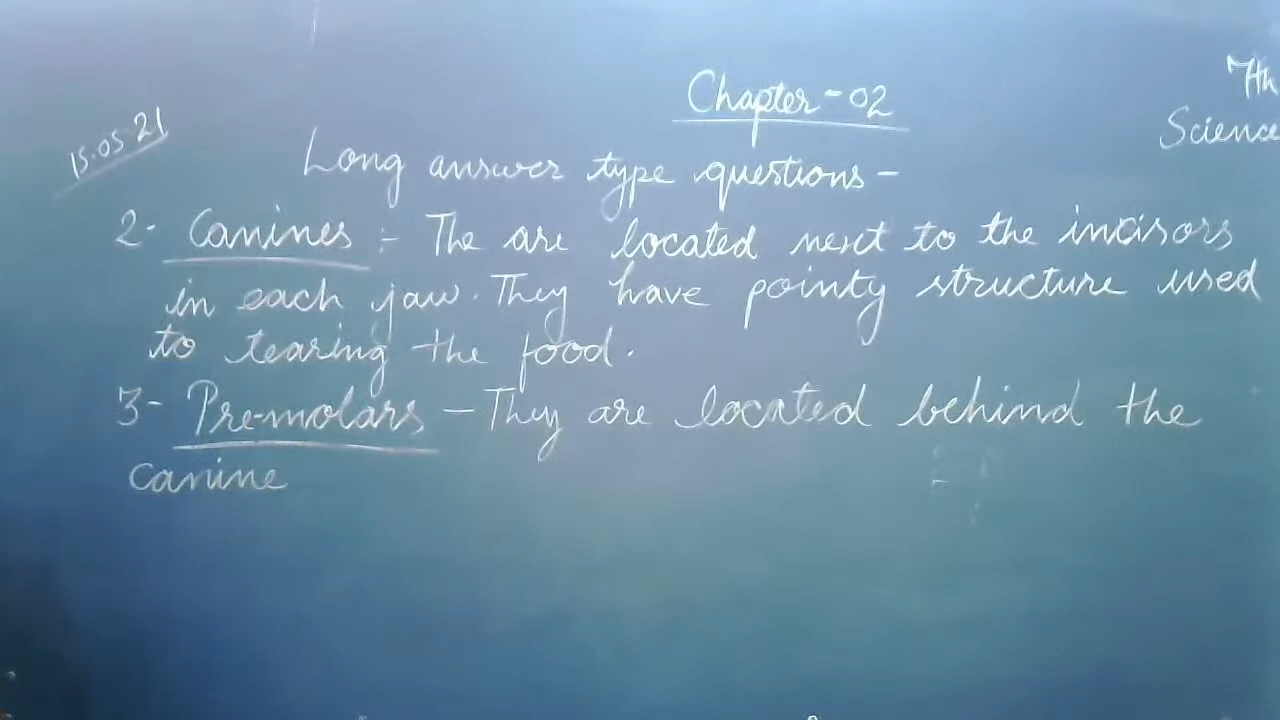 7th
Chapter-02
Science
15.05.21
Long answer type questions-
2- Canines :- The are located next to the incisors
in each jaw. They have pointy structure used
to tearing the food.
3- Pre-molars - They are located behind the
canine